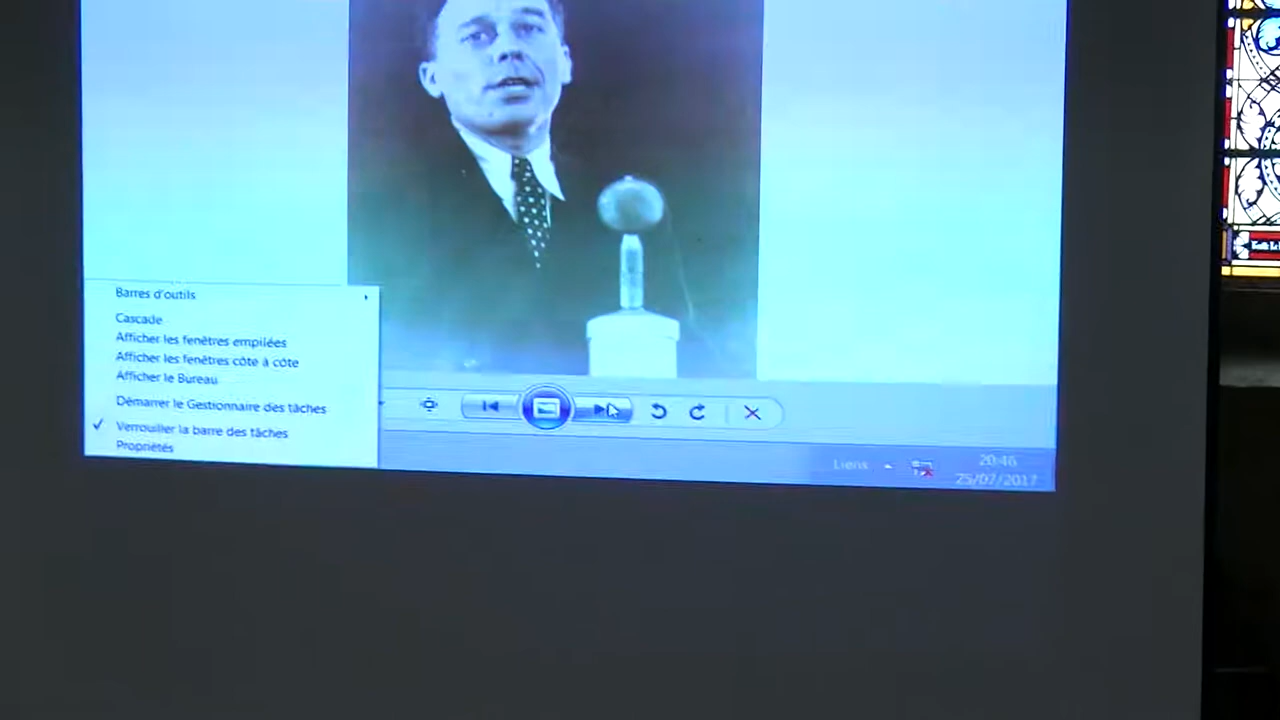 Barres d'outils
Cascade
Afficher les fenêtres empilées
Afficher les fenêtres côte à côte
Afficher le Bureau
Démarrer le Gestionnaire des tâches
Verrouiller la barre des tâches
Propriétés
Liens
20:46
25/07/2017